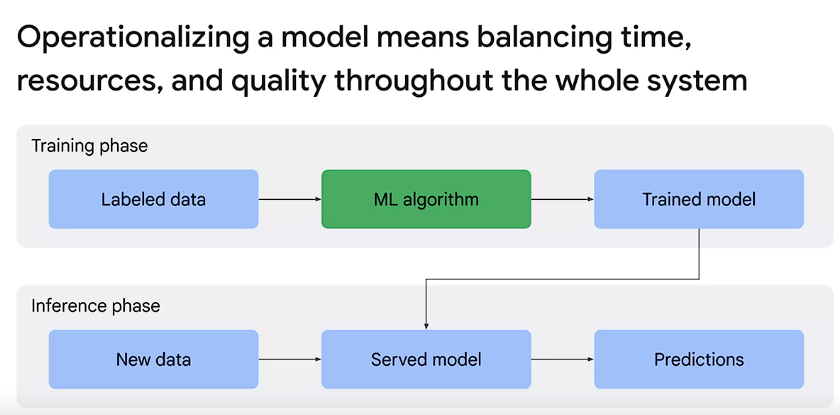 Operationalizing a model means balancing time,
resources, and quality throughout the whole system
Training phase
Labeled data
ML algorithm
Trained model
Inference phase
New data
Served model
Predictions